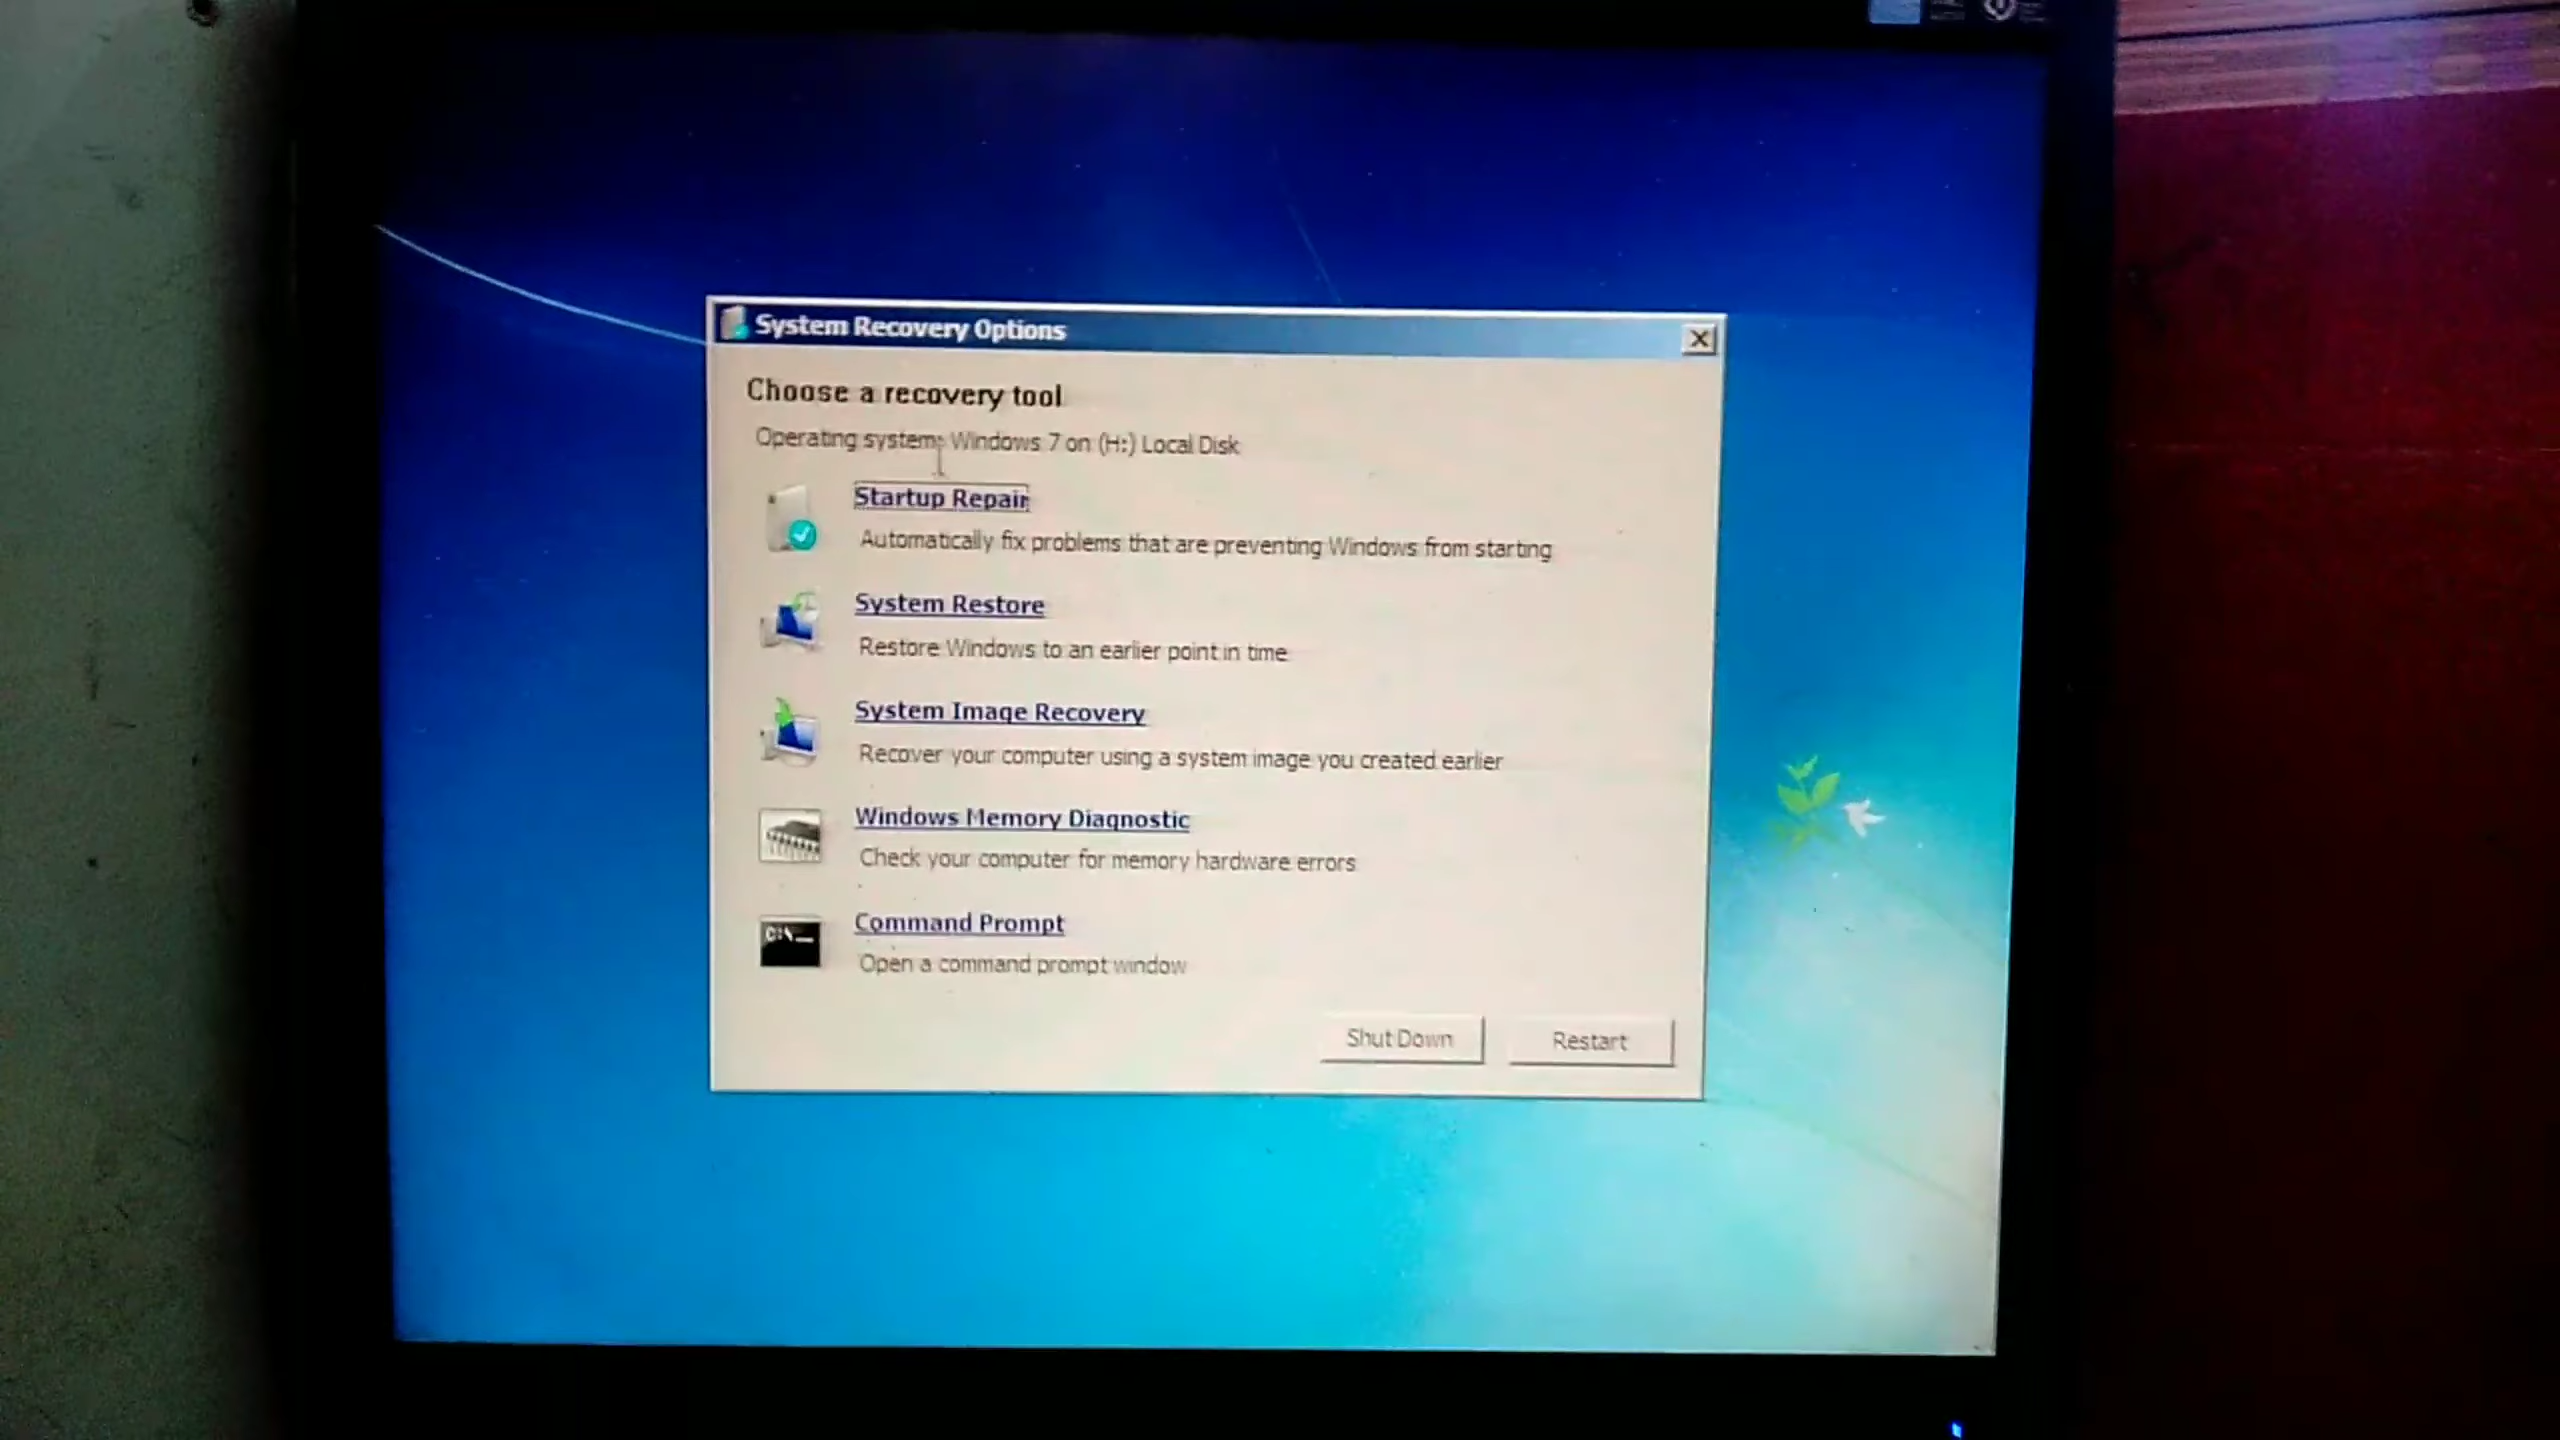 System Recovery Options
Choose a recovery tool
Operating system: Windows 7 on (H:) Local Disk
Startup Repair
Automatically fix problems that are preventing Windows from starting
System Restore
Restore Windows to an earlier point in time
System Image Recovery
Recover your computer using a system image you created earlier
Windows Memory Diagnostic
Check your computer for memory hardware errors
C:\_
Command Prompt
Open a command prompt window
Shut Down
Restart